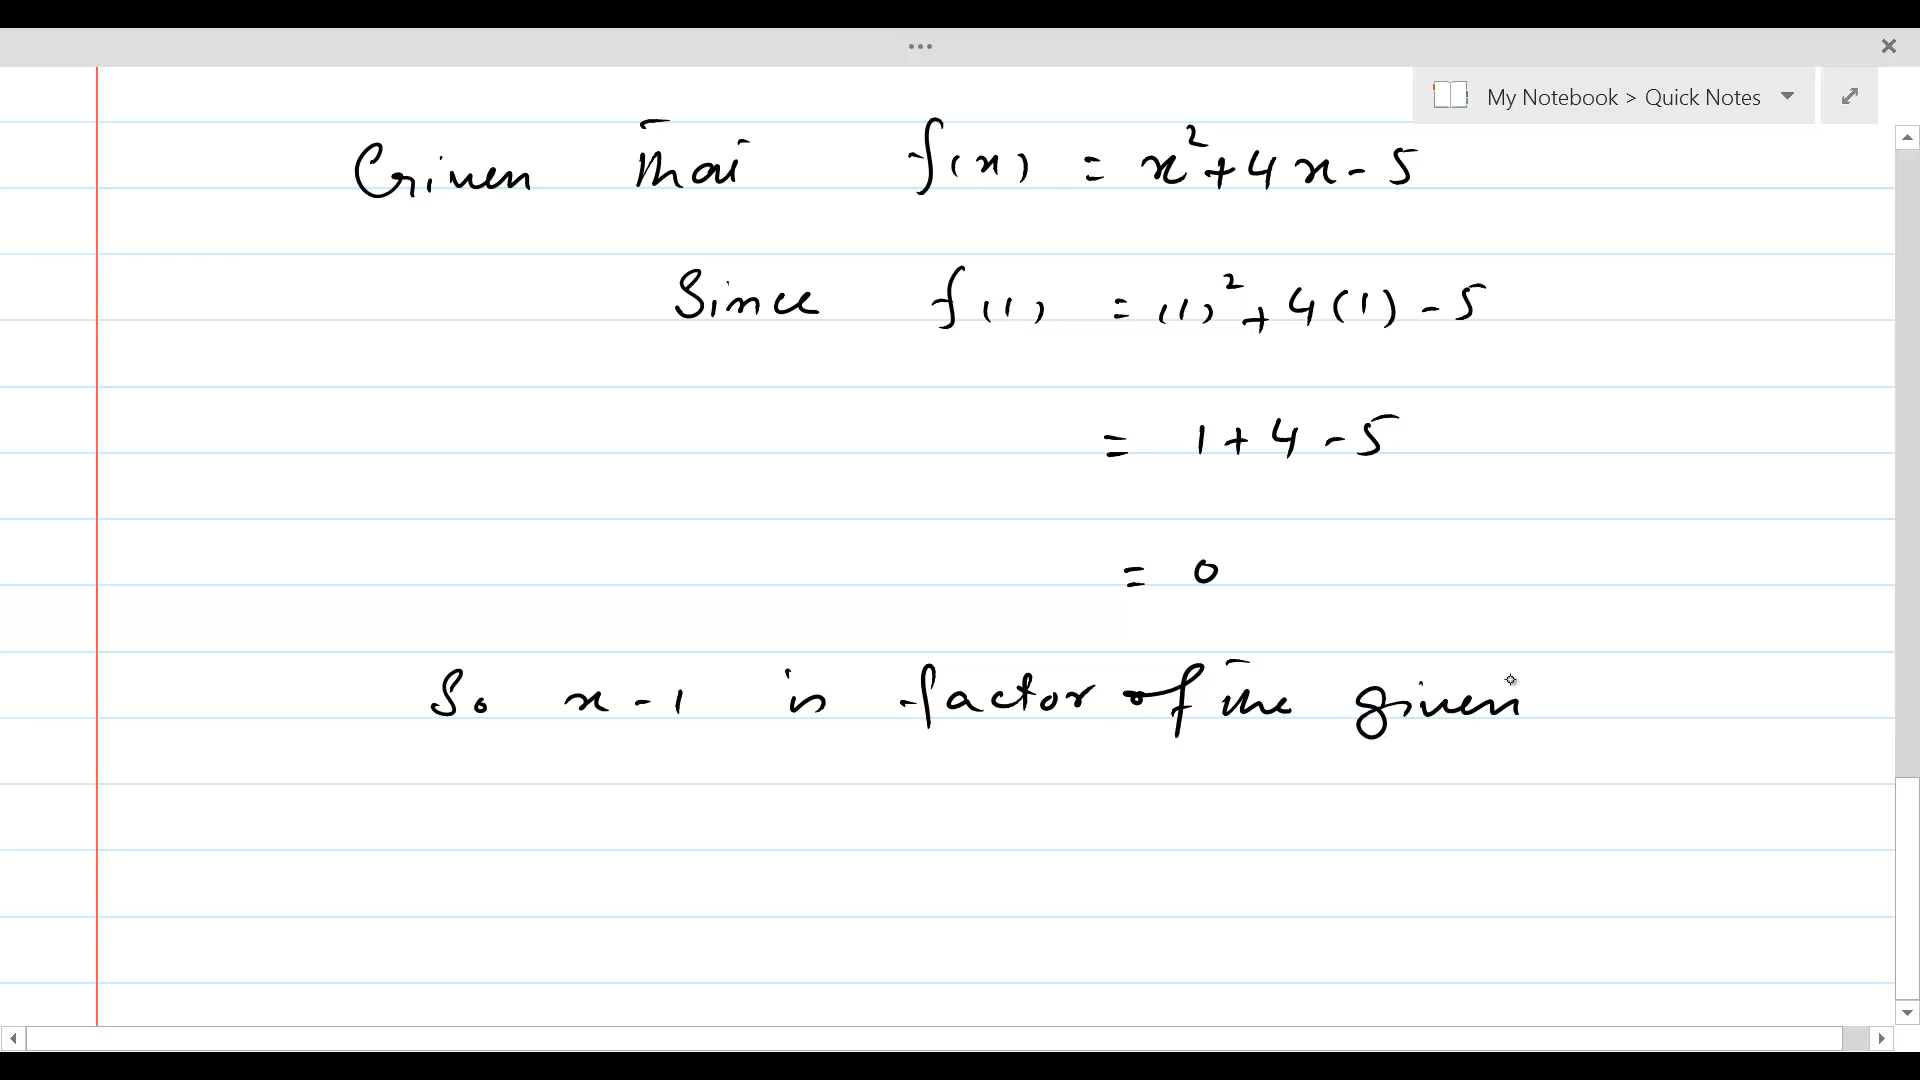 ...
My Notebook > Quick Notes
Given that f(x) = x² + 4x - 5
Since f(1) = (1)² + 4(1) - 5
= 1 + 4 - 5
= 0
So x - 1 is factor of the given